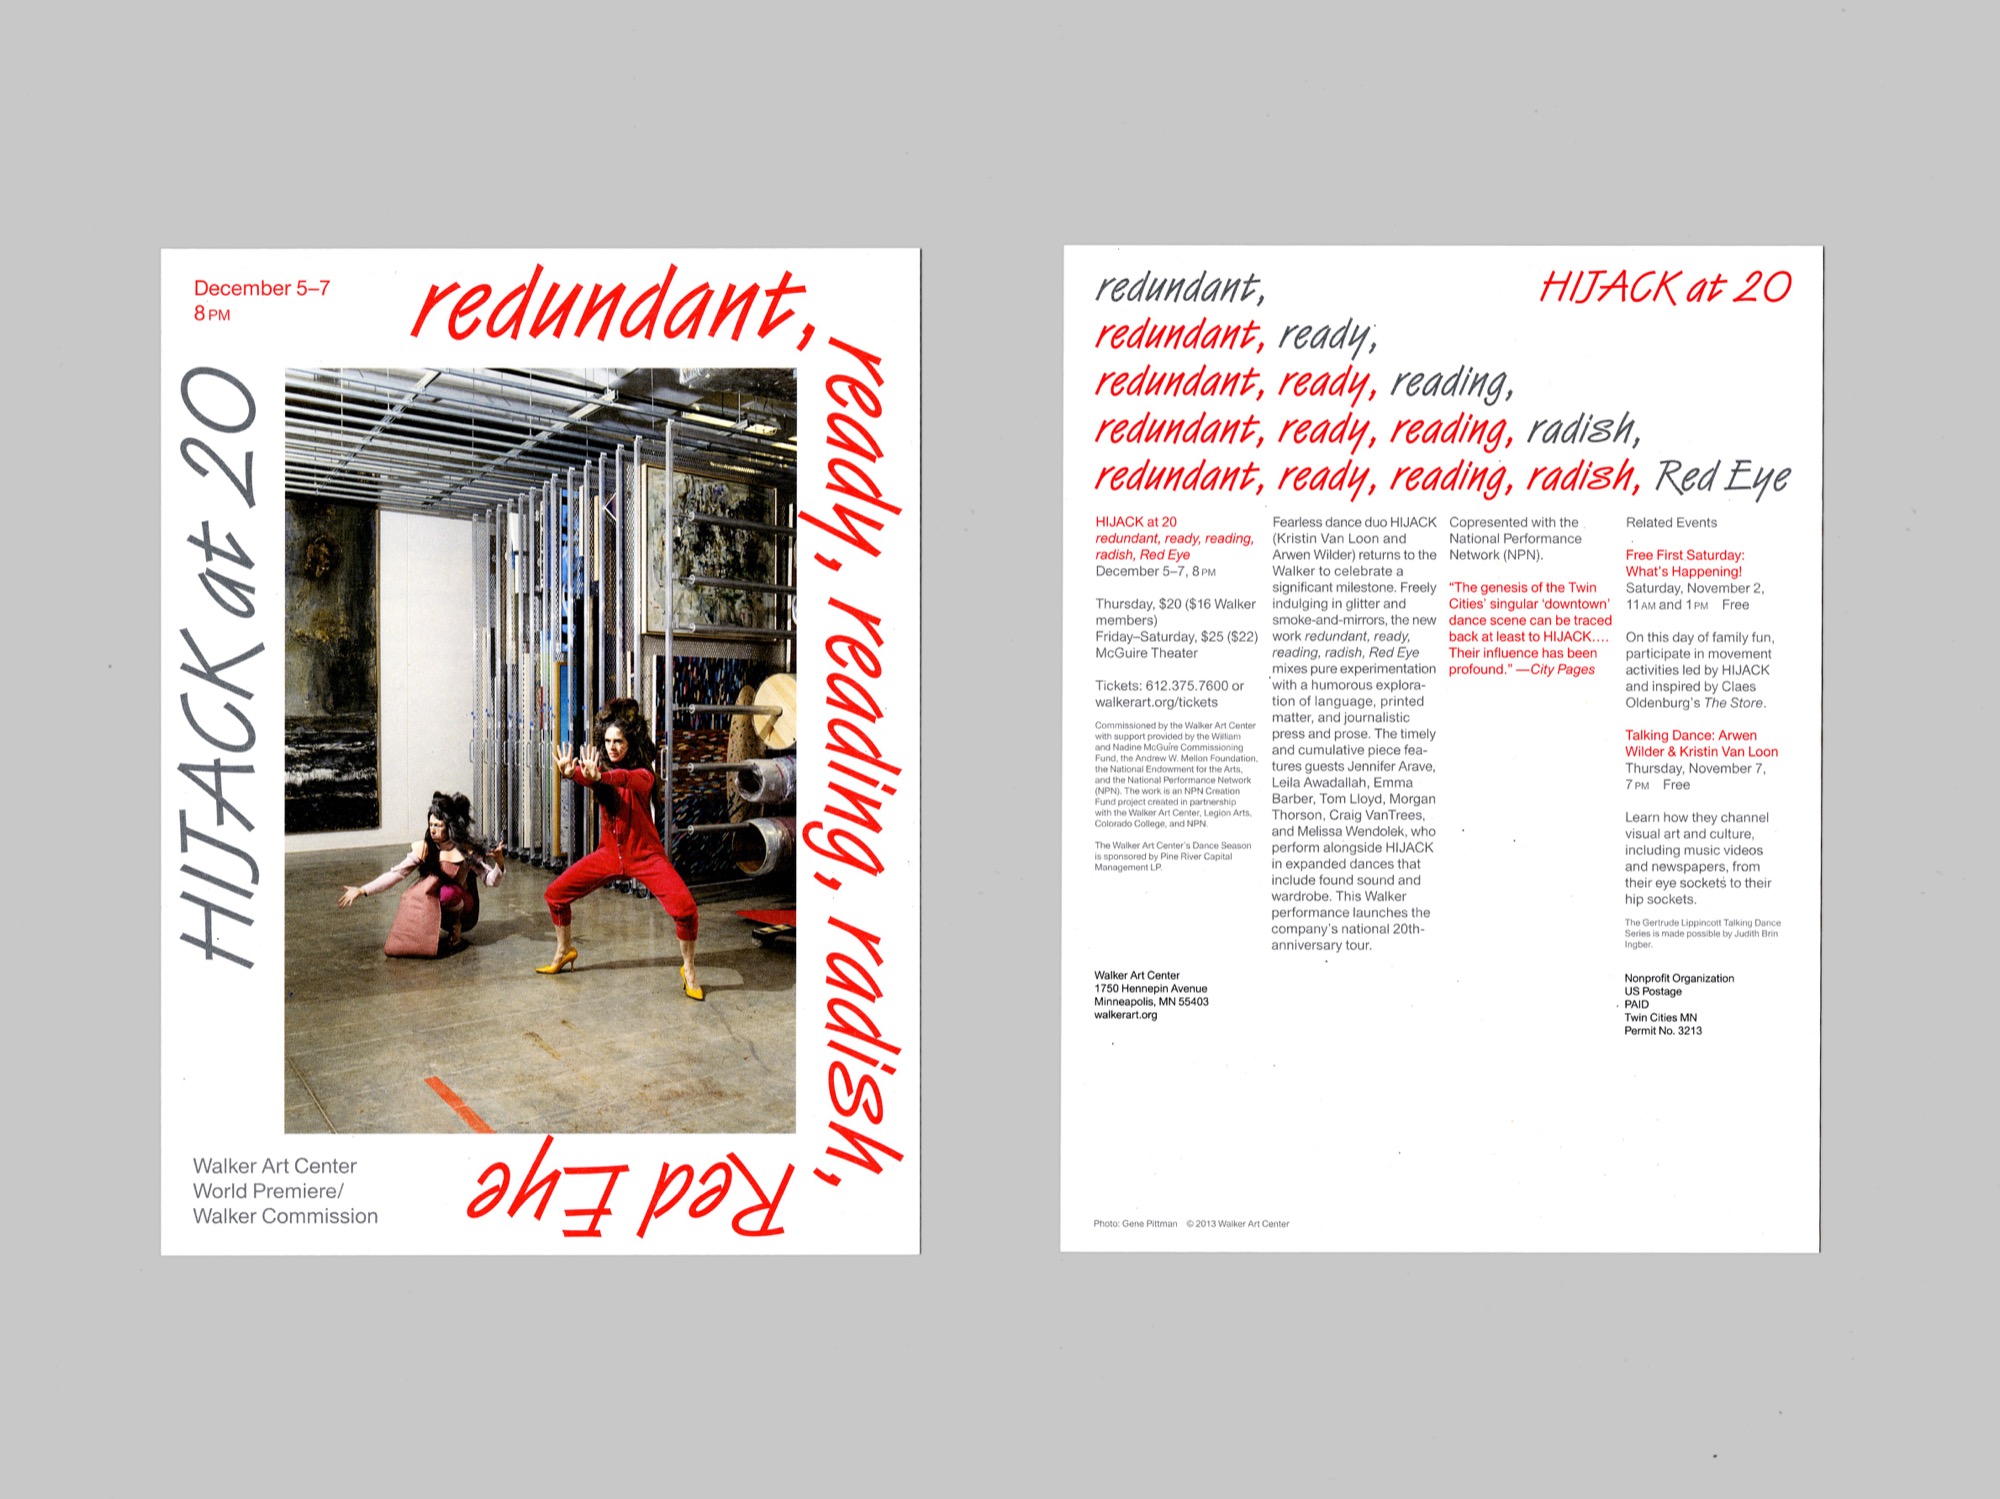 December 5–7
8 PM
redundant,
ready, reading, radish,
Red Eye
HIJACK at 20
Walker Art Center
World Premiere/
Walker Commission
redundant,
HIJACK at 20
redundant, ready,
redundant, ready, reading,
redundant, ready, reading, radish,
redundant, ready, reading, radish, Red Eye
HIJACK at 20
redundant, ready, reading,
radish, Red Eye
December 5–7, 8 PM
Thursday, $20 ($16 Walker
members)
Friday–Saturday, $25 ($22)
McGuire Theater
Tickets: 612.375.7600 or
walkerart.org/tickets
Commissioned by the Walker Art Center
with support provided by the William
and Nadine McGuire Commissioning
Fund, the Andrew W. Mellon Foundation,
the National Endowment for the Arts,
and the National Performance Network
(NPN). The work is an NPN Creation
Fund project created in partnership
with the Walker Art Center, Legion Arts,
Colorado College, and NPN.
The Walker Art Center's Dance Season
is sponsored by Pine River Capital
Management LP.
Fearless dance duo HIJACK
(Kristin Van Loon and
Arwen Wilder) returns to the
Walker to celebrate a
significant milestone. Freely
indulging in glitter and
smoke-and-mirrors, the new
work redundant, ready,
reading, radish, Red Eye
mixes pure experimentation
with a humorous explora-
tion of language, printed
matter, and journalistic
press and prose. The timely
and cumulative piece fea-
tures guests Jennifer Arave,
Leila Awadallah, Emma
Barber, Tom Lloyd, Morgan
Thorson, Craig VanTrees,
and Melissa Wendolek, who
perform alongside HIJACK
in expanded dances that
include found sound and
wardrobe. This Walker
performance launches the
company's national 20th-
anniversary tour.
Copresented with the
National Performance
Network (NPN).
“The genesis of the Twin
Cities' singular ‘downtown’
dance scene can be traced
back at least to HIJACK....
Their influence has been
profound.” —City Pages
Related Events
Free First Saturday:
What's Happening!
Saturday, November 2,
11 AM and 1 PM Free
On this day of family fun,
participate in movement
activities led by HIJACK
and inspired by Claes
Oldenburg's The Store.
Talking Dance: Arwen
Wilder & Kristin Van Loon
Thursday, November 7,
7 PM Free
Learn how they channel
visual art and culture,
including music videos
and newspapers, from
their eye sockets to their
hip sockets.
The Gertrude Lippincott Talking Dance
Series is made possible by Judith Brin
Ingber.
Walker Art Center
1750 Hennepin Avenue
Minneapolis, MN 55403
walkerart.org
Nonprofit Organization
US Postage
PAID
Twin Cities MN
Permit No. 3213
Photo: Gene Pittman © 2013 Walker Art Center